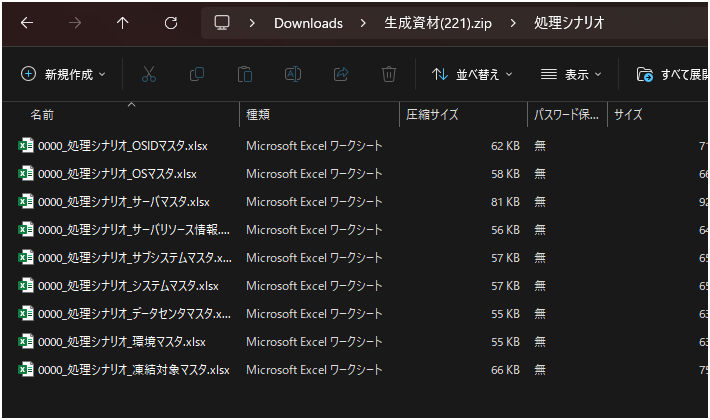 Downloads > 生成資材(221).zip > 処理シナリオ
新規作成 並べ替え 表示 すべて展開
名前 種類 圧縮サイズ パスワード保... サイズ
0000_処理シナリオ_OSIDマスタ.xlsx Microsoft Excel ワークシート 62 KB 無 71
0000_処理シナリオ_OSマスタ.xlsx Microsoft Excel ワークシート 58 KB 無 66
0000_処理シナリオ_サーバマスタ.xlsx Microsoft Excel ワークシート 81 KB 無 92
0000_処理シナリオ_サーバリソース情報.... Microsoft Excel ワークシート 56 KB 無 64
0000_処理シナリオ_サブシステムマスタ.x... Microsoft Excel ワークシート 57 KB 無 65
0000_処理シナリオ_システムマスタ.xlsx Microsoft Excel ワークシート 57 KB 無 65
0000_処理シナリオ_データセンタマスタ.x... Microsoft Excel ワークシート 55 KB 無 63
0000_処理シナリオ_環境マスタ.xlsx Microsoft Excel ワークシート 55 KB 無 63
0000_処理シナリオ_凍結対象マスタ.xlsx Microsoft Excel ワークシート 66 KB 無 75